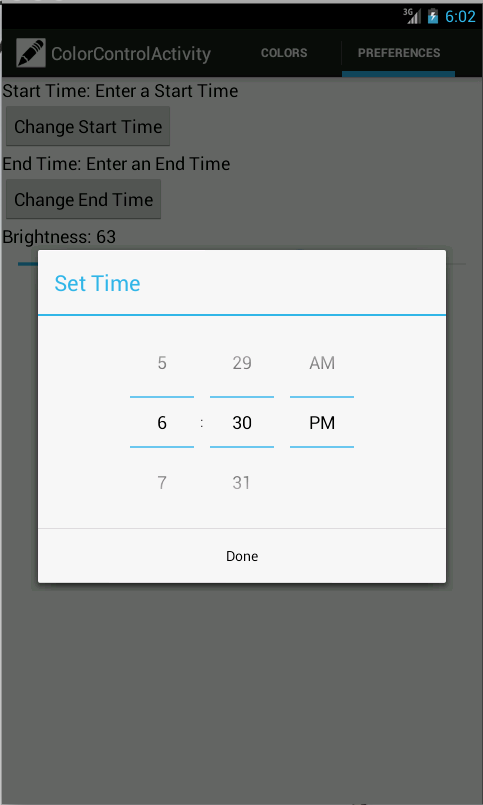 3G 6:02
ColorControlActivity COLORS PREFERENCES
Start Time: Enter a Start Time
Change Start Time
End Time: Enter an End Time
Change End Time
Brightness: 63
Set Time
5 29 AM
6 : 30 PM
7 31
Done